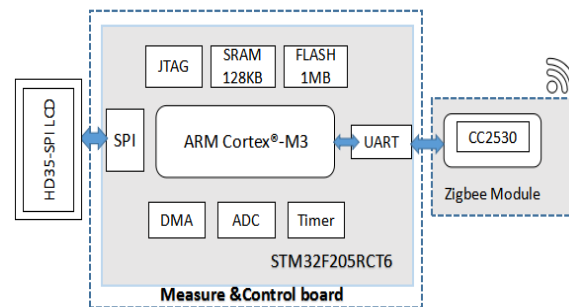 JTAG
SRAM
128KB
FLASH
1MB
HD35-SPI LCD
SPI
ARM Cortex®-M3
UART
CC2530
Zigbee Module
DMA
ADC
Timer
STM32F205RCT6
Measure &Control board